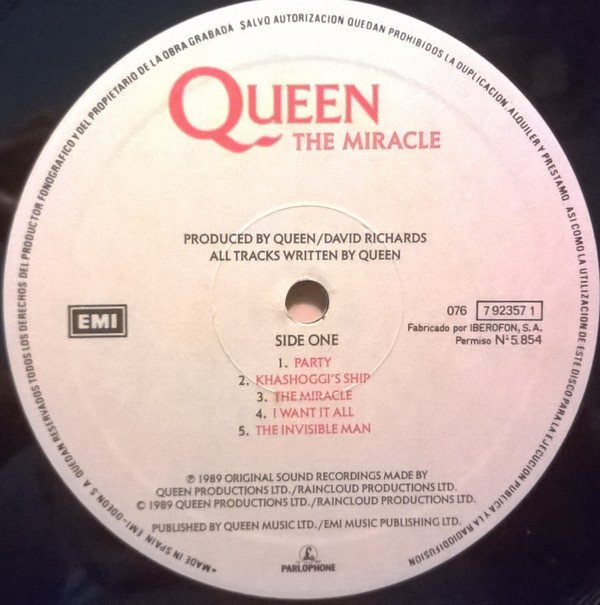 QUEEN
THE MIRACLE
PRODUCED BY QUEEN/DAVID RICHARDS
ALL TRACKS WRITTEN BY QUEEN
EMI
076 792357 1
Fabricado por IBEROFON, S.A.
Permiso Nº 5.854
SIDE ONE
1. PARTY
2. KHASHOGGI'S SHIP
3. THE MIRACLE
4. I WANT IT ALL
5. THE INVISIBLE MAN
℗ 1989 ORIGINAL SOUND RECORDINGS MADE BY
QUEEN PRODUCTIONS LTD./RAINCLOUD PRODUCTIONS LTD.
© 1989 QUEEN PRODUCTIONS LTD./RAINCLOUD PRODUCTIONS LTD.
PUBLISHED BY QUEEN MUSIC LTD./EMI MUSIC PUBLISHING LTD.
PARLOPHONE
*MADE IN SPAIN EMI-ODEON S.A. QUEDAN RESERVADOS TODOS LOS DERECHOS DEL PRODUCTOR FONOGRAFICO Y DEL PROPIETARIO DE LA OBRA GRABADA SALVO AUTORIZACION QUEDAN PROHIBIDOS LA DUPLICACION, ALQUILER Y PRESTAMO, ASI COMO LA UTILIZACION DE ESTE DISCO PARA LA EJECUCION PUBLICA Y LA RADIODIFUSION*